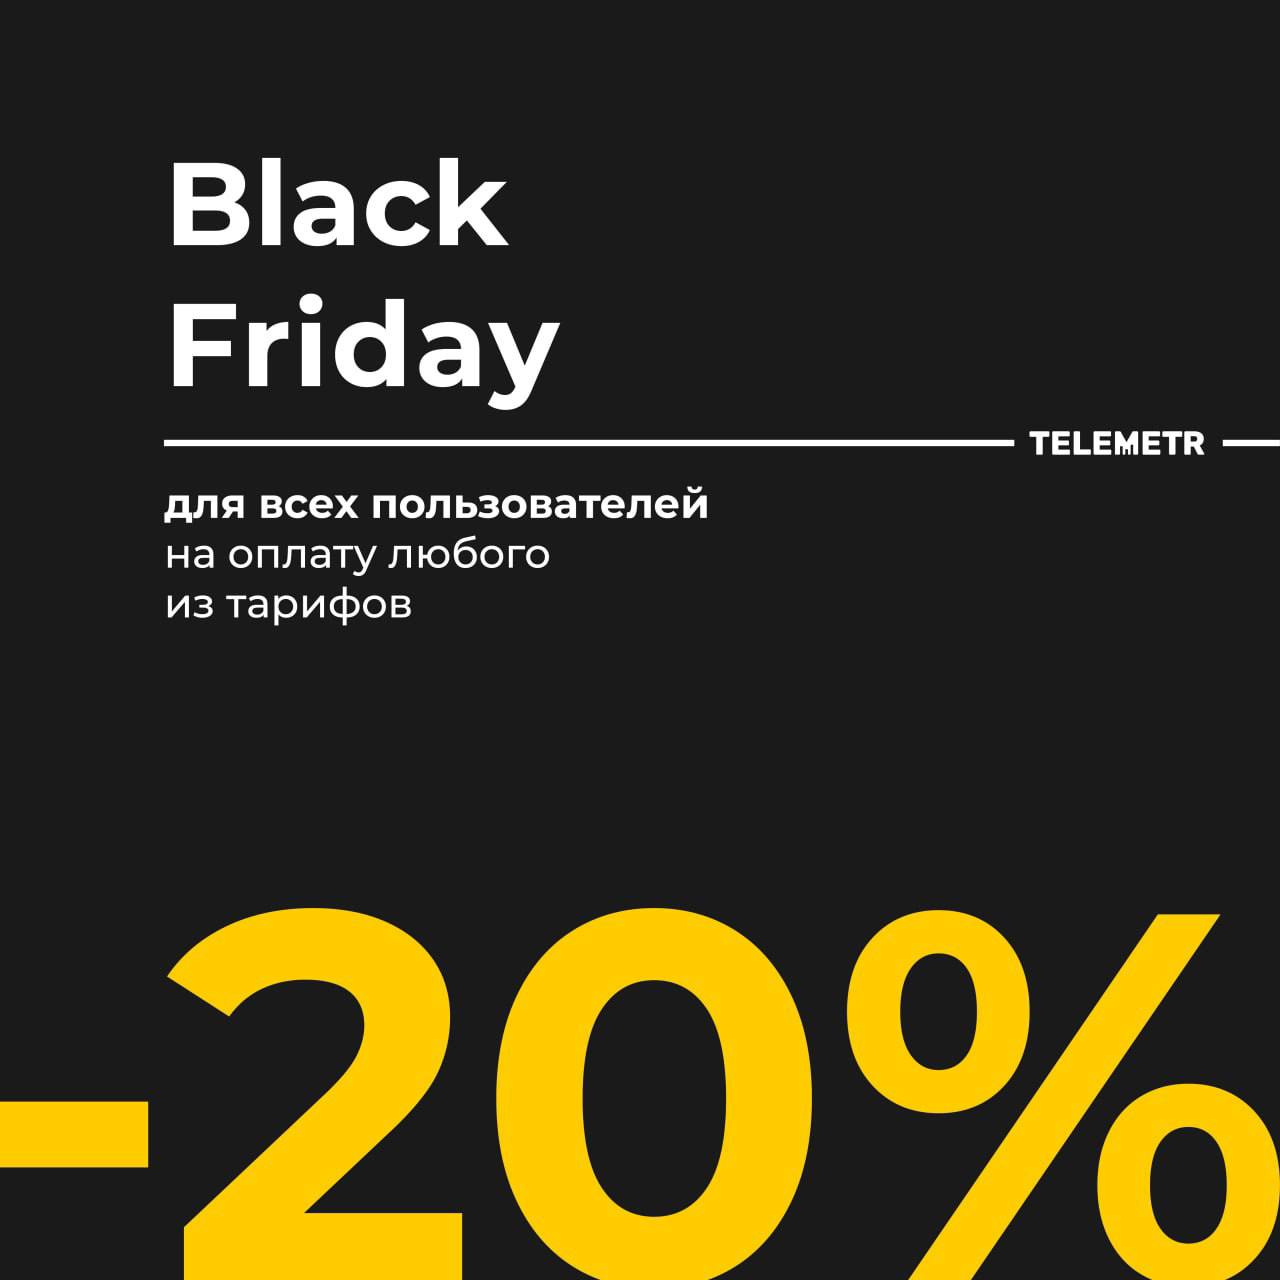 Black
Friday
TELEMETR
для всех пользователей
на оплату любого
из тарифов
-20%